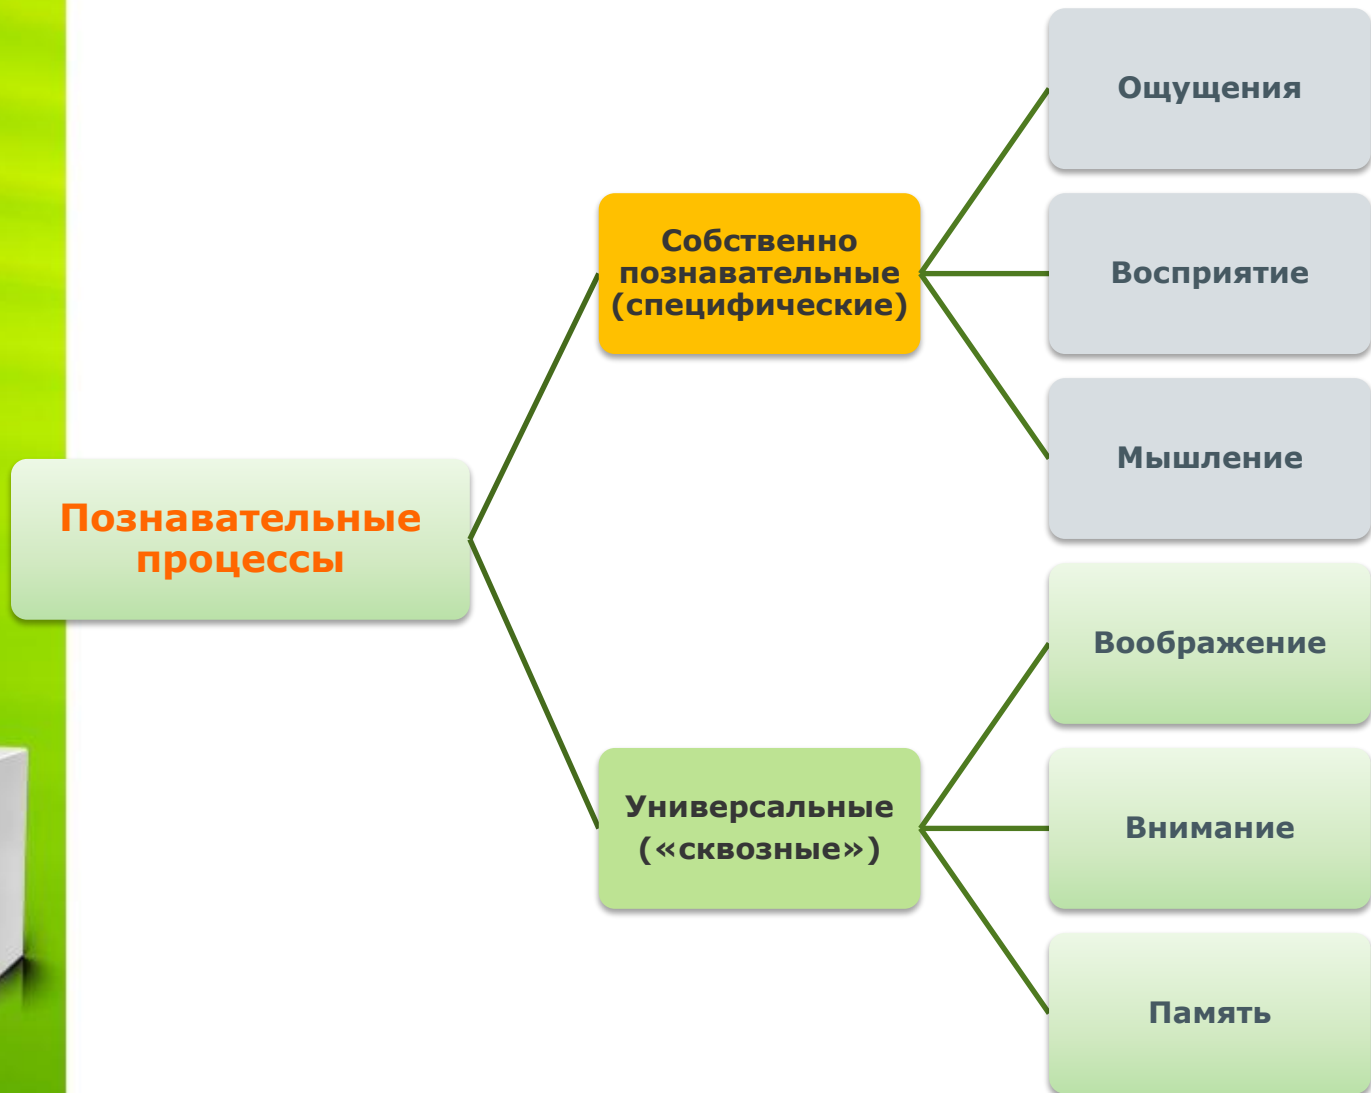 Познавательные
процессы
Собственно
познавательные
(специфические)
Ощущения
Восприятие
Мышление
Универсальные
(«сквозные»)
Воображение
Внимание
Память